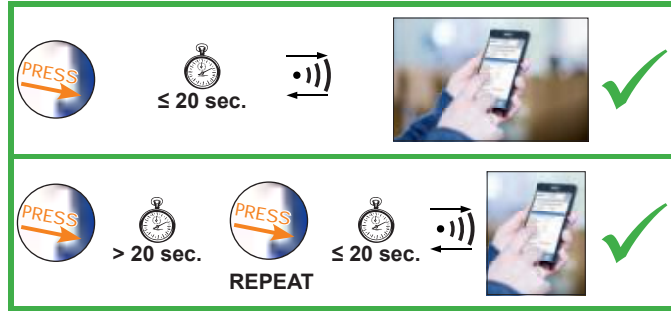 PRESS
≤ 20 sec.
PRESS
> 20 sec.
PRESS
REPEAT
≤ 20 sec.